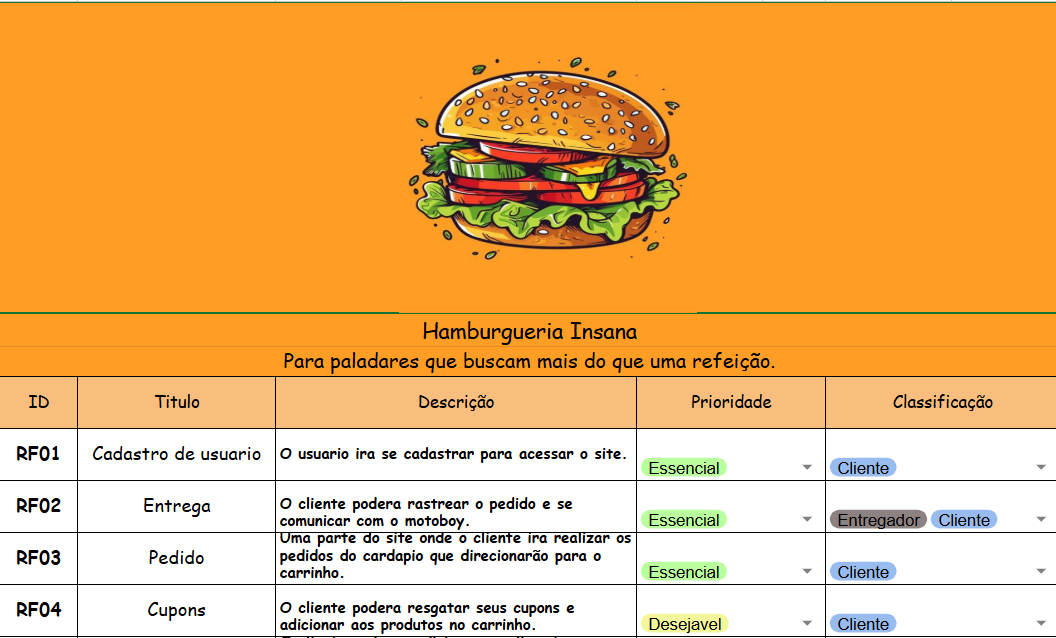 Hamburgueria Insana
Para paladares que buscam mais do que uma refeição.
ID Titulo Descrição Prioridade Classificação
RF01 Cadastro de usuario O usuario ira se cadastrar para acessar o site. Essencial Cliente
RF02 Entrega O cliente podera rastrear o pedido e se
comunicar com o motoboy. Essencial Entregador Cliente
RF03 Pedido Uma parte do site onde o cliente ira realizar os
pedidos do cardapio que direcionarão para o
carrinho. Essencial Cliente
RF04 Cupons O cliente podera resgatar seus cupons e
adicionar aos produtos no carrinho. Desejavel Cliente